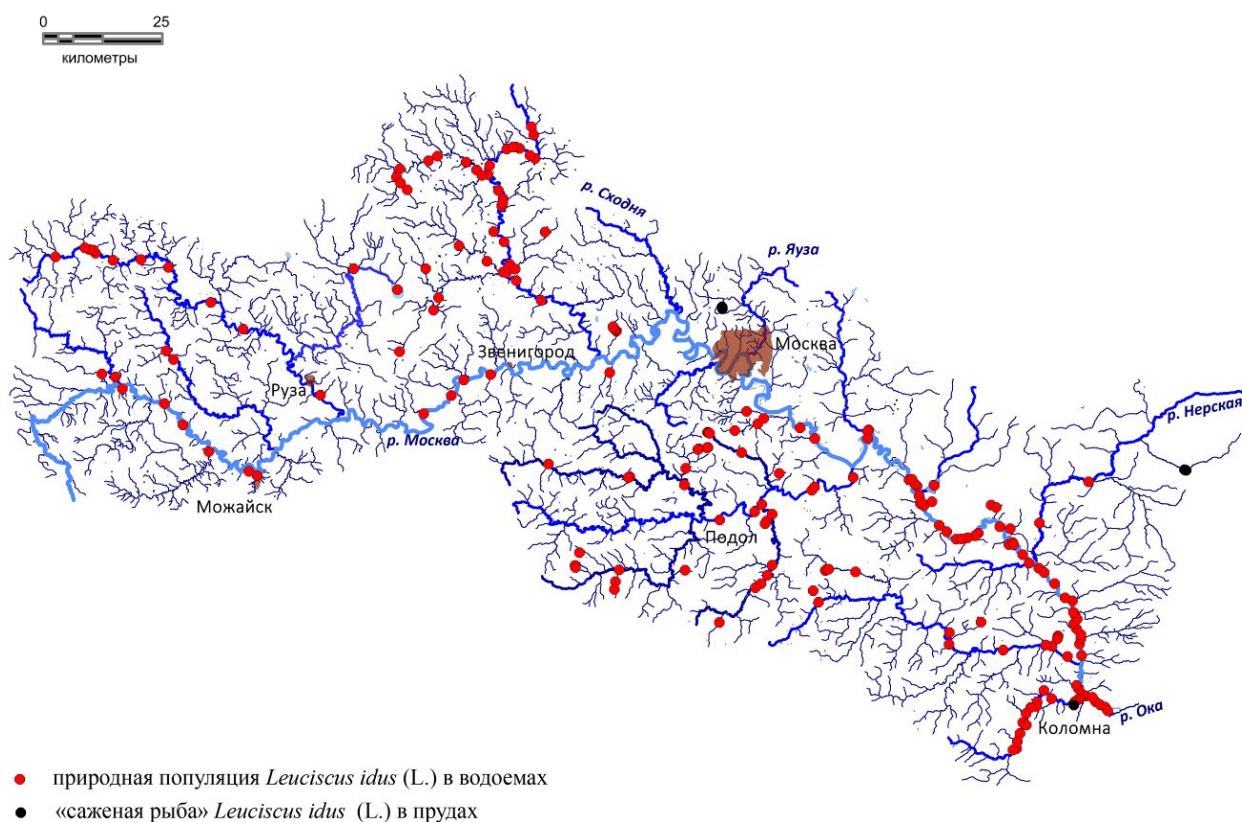 0 25
километры
р. Сходня
р. Яуза
Москва
Звенигород
Руза
р. Москва
р. Нерская
Можайск
Подол
р. Ока
Коломна
природная популяция Leuciscus idus (L.) в водоемах
«саженая рыба» Leuciscus idus (L.) в прудах